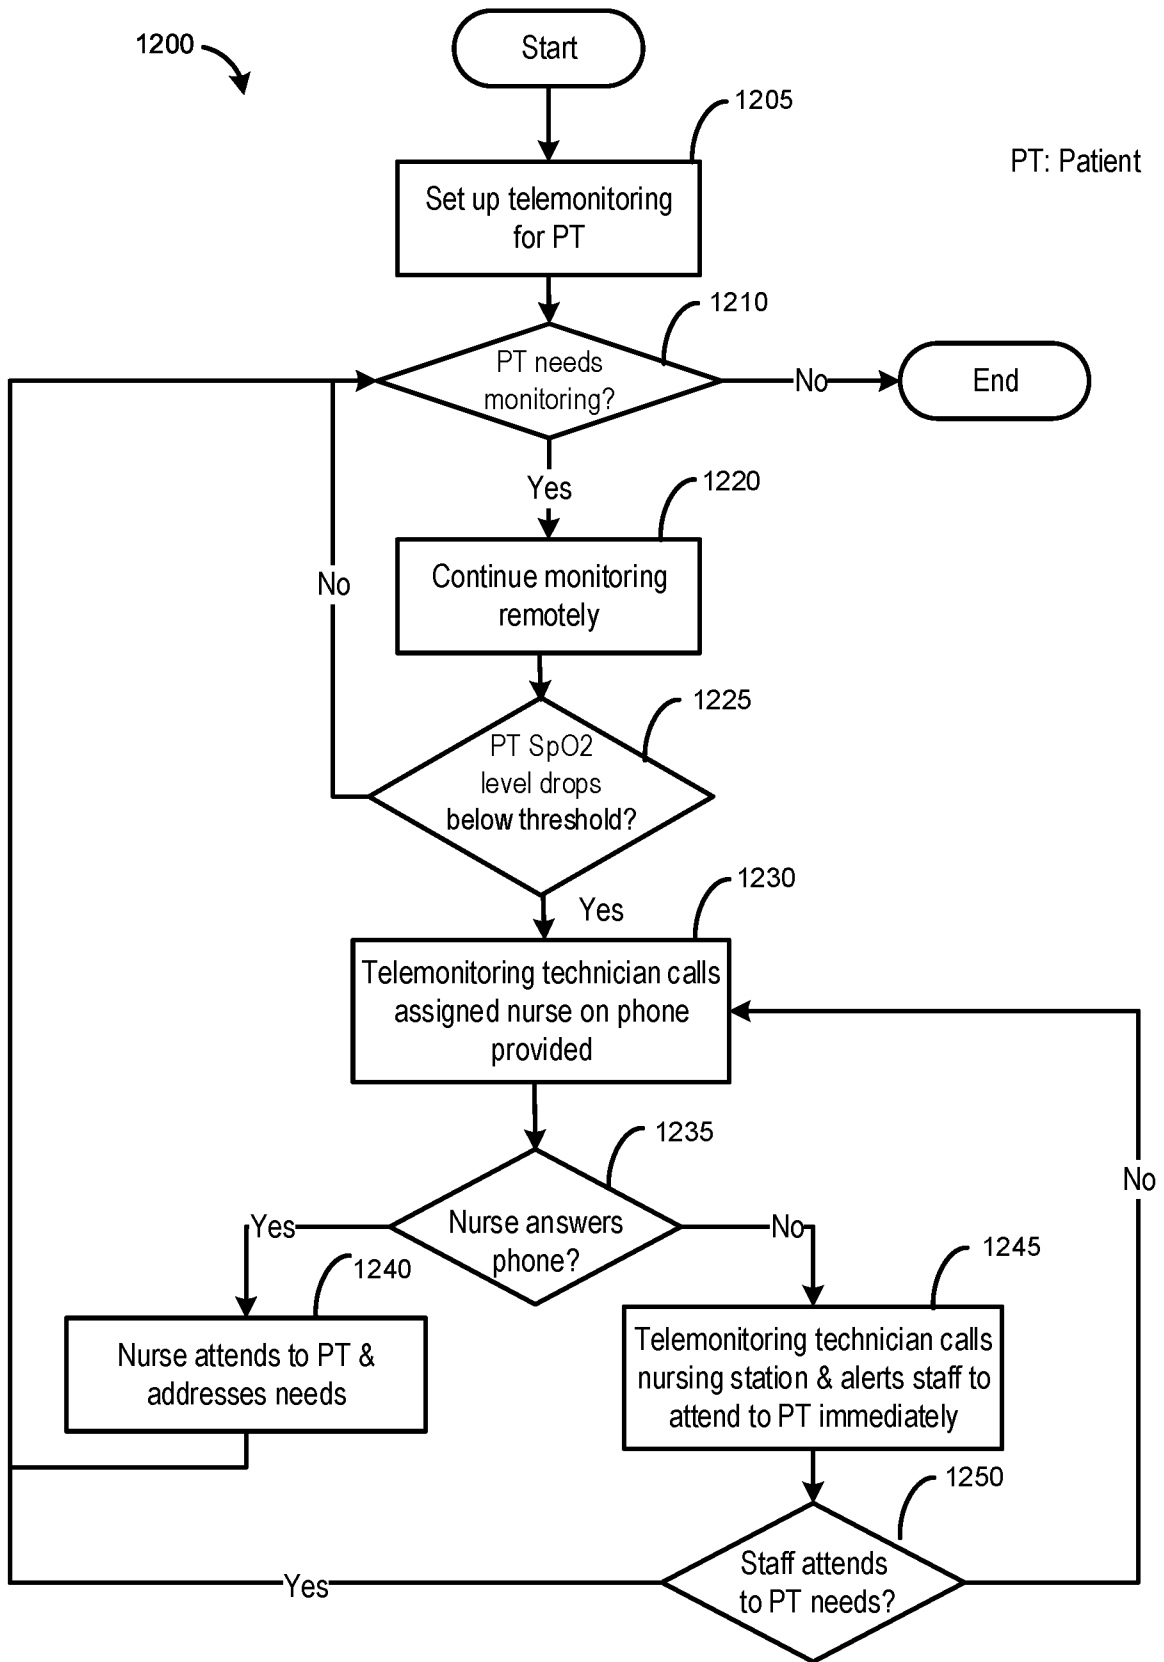 1200
Start
1205
PT: Patient
Set up telemonitoring
for PT
1210
PT needs
monitoring?
No
End
Yes
1220
Continue monitoring
remotely
No
1225
PT SpO2
level drops
below threshold?
Yes
1230
Telemonitoring technician calls
assigned nurse on phone
provided
1235
No
Nurse answers
phone?
Yes
No
1240
1245
Nurse attends to PT &
addresses needs
Telemonitoring technician calls
nursing station & alerts staff to
attend to PT immediately
1250
Staff attends
to PT needs?
Yes